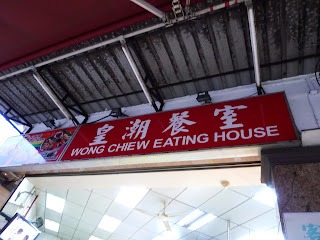 皇潮餐室
WONG CHIEW EATING HOUSE